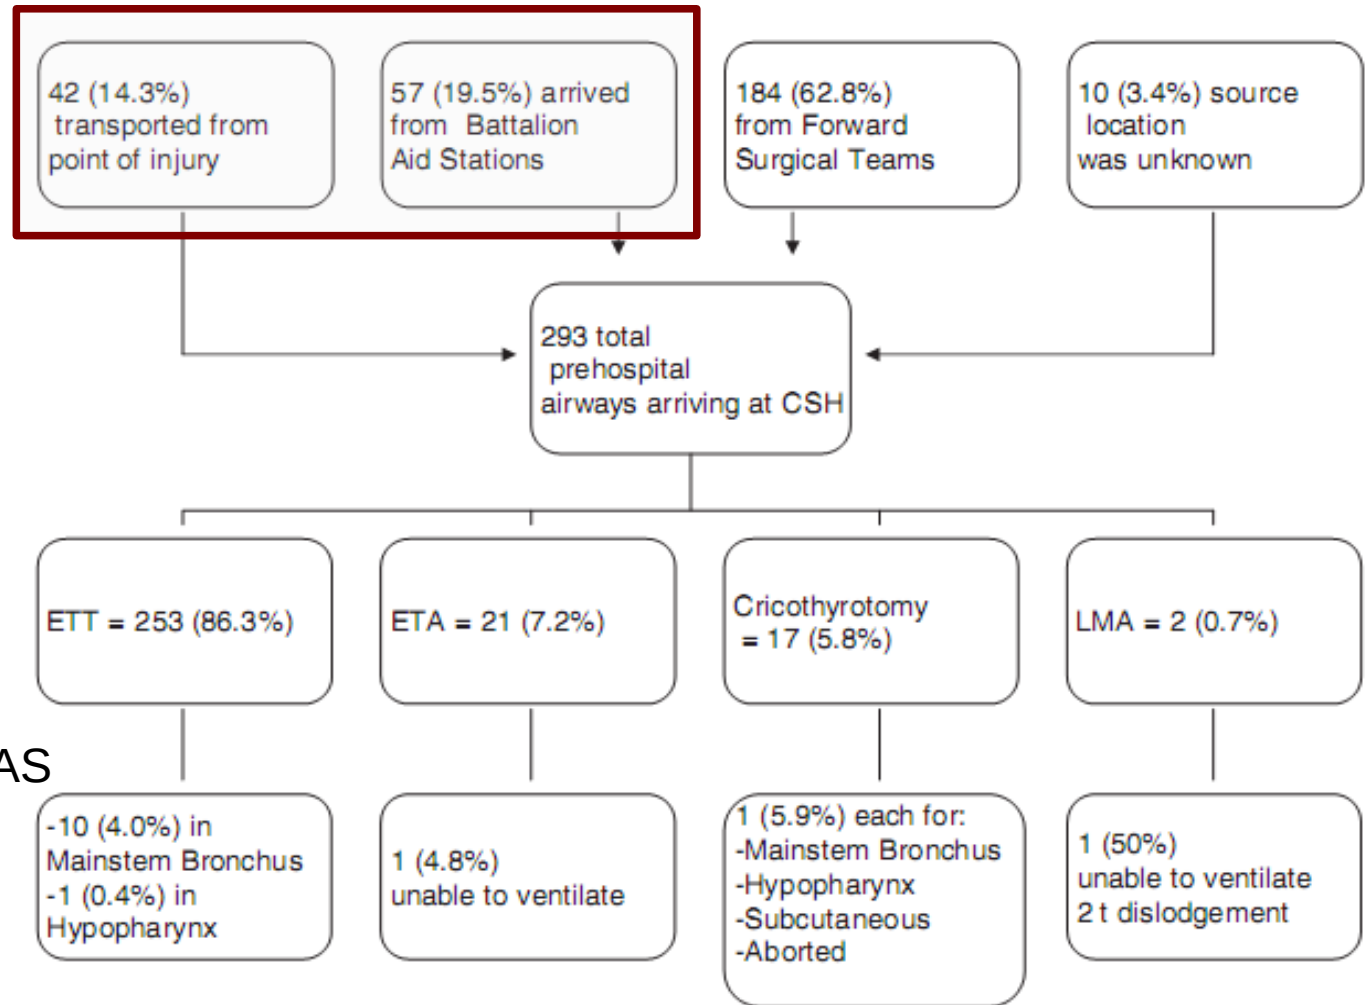 42 (14.3%)
transported from
point of injury
57 (19.5%) arrived
from Battalion
Aid Stations
184 (62.8%)
from Forward
Surgical Teams
10 (3.4%) source
location
was unknown
293 total
prehospital
airways arriving at CSH
ETT = 253 (86.3%)
ETA = 21 (7.2%)
Cricothyrotomy
= 17 (5.8%)
LMA = 2 (0.7%)
AS
-10 (4.0%) in
Mainstem Bronchus
-1 (0.4%) in
Hypopharynx
1 (4.8%)
unable to ventilate
1 (5.9%) each for:
-Mainstem Bronchus
-Hypopharynx
-Subcutaneous
-Aborted
1 (50%)
unable to ventilate
2 t dislodgement